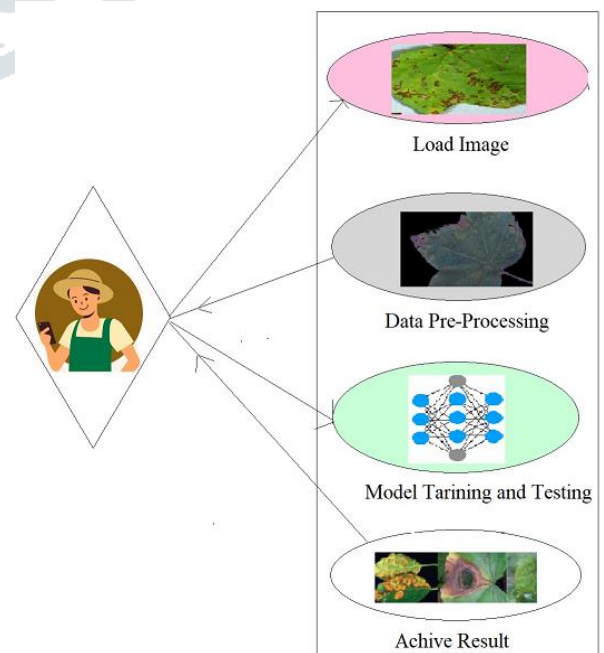 Load Image
Data Pre-Processing
Model Tarining and Testing
Achive Result